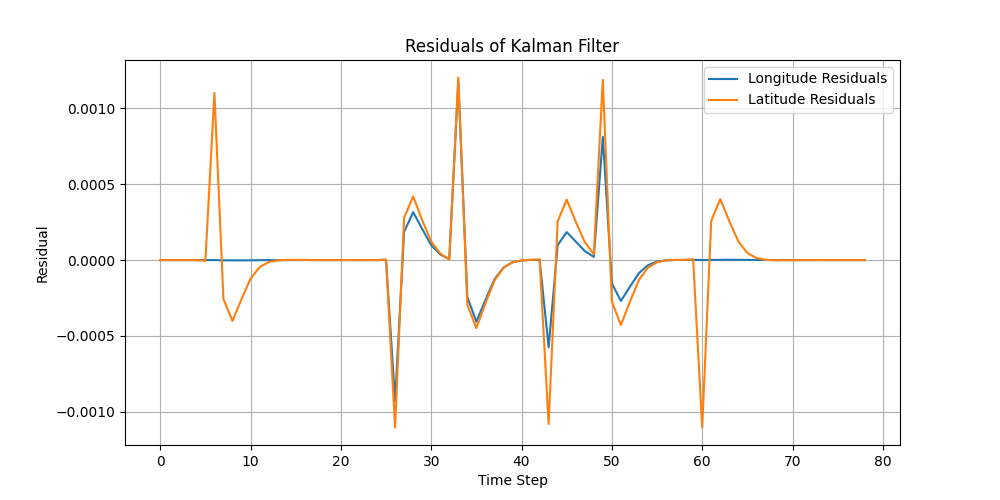 Residuals of Kalman Filter
Longitude Residuals
Latitude Residuals
0.0010
0.0005
0.0000
−0.0005
−0.0010
Residual
0 10 20 30 40 50 60 70 80
Time Step